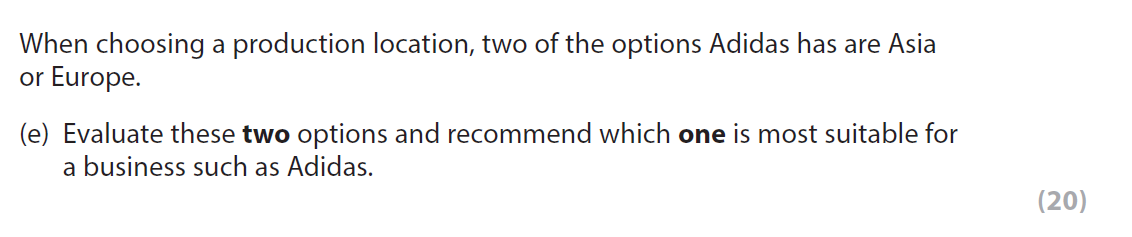 When choosing a production location, two of the options Adidas has are Asia
or Europe.
(e) Evaluate these two options and recommend which one is most suitable for
a business such as Adidas.
(20)